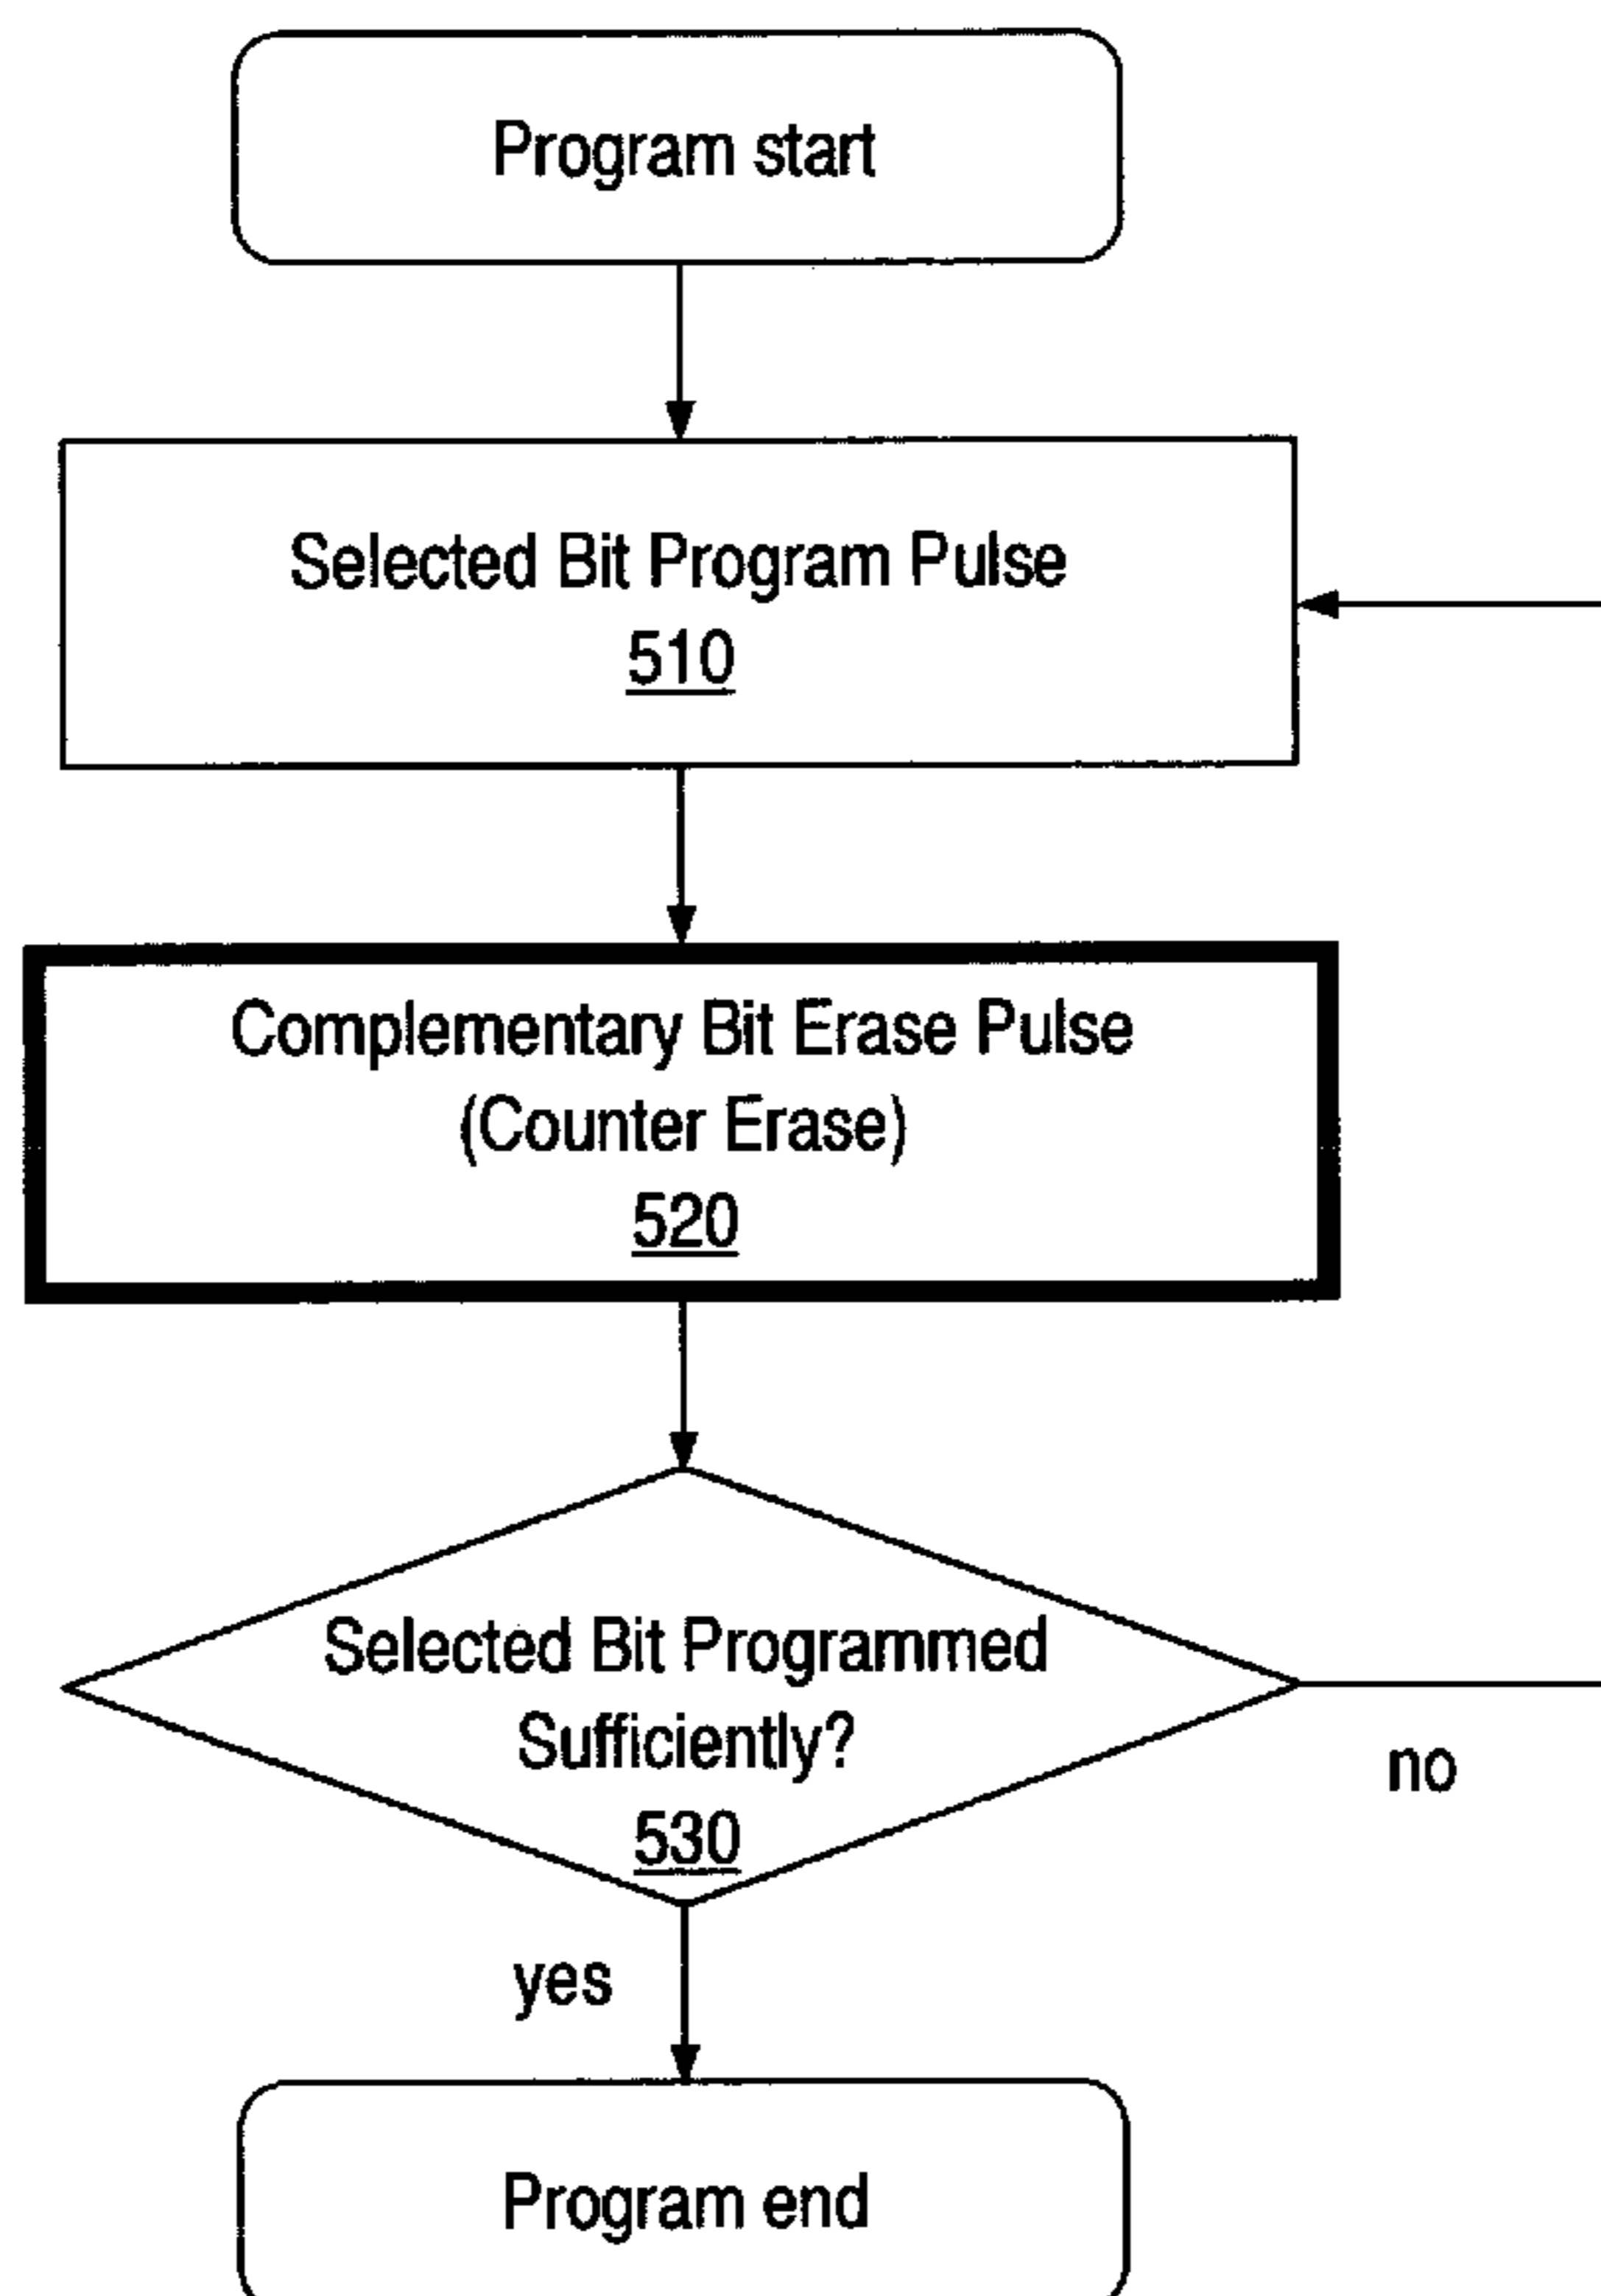 Program start
Selected Bit Program Pulse
510
Complementary Bit Erase Pulse
(Counter Erase)
520
Selected Bit Programmed
Sufficiently?
530
no
yes
Program end